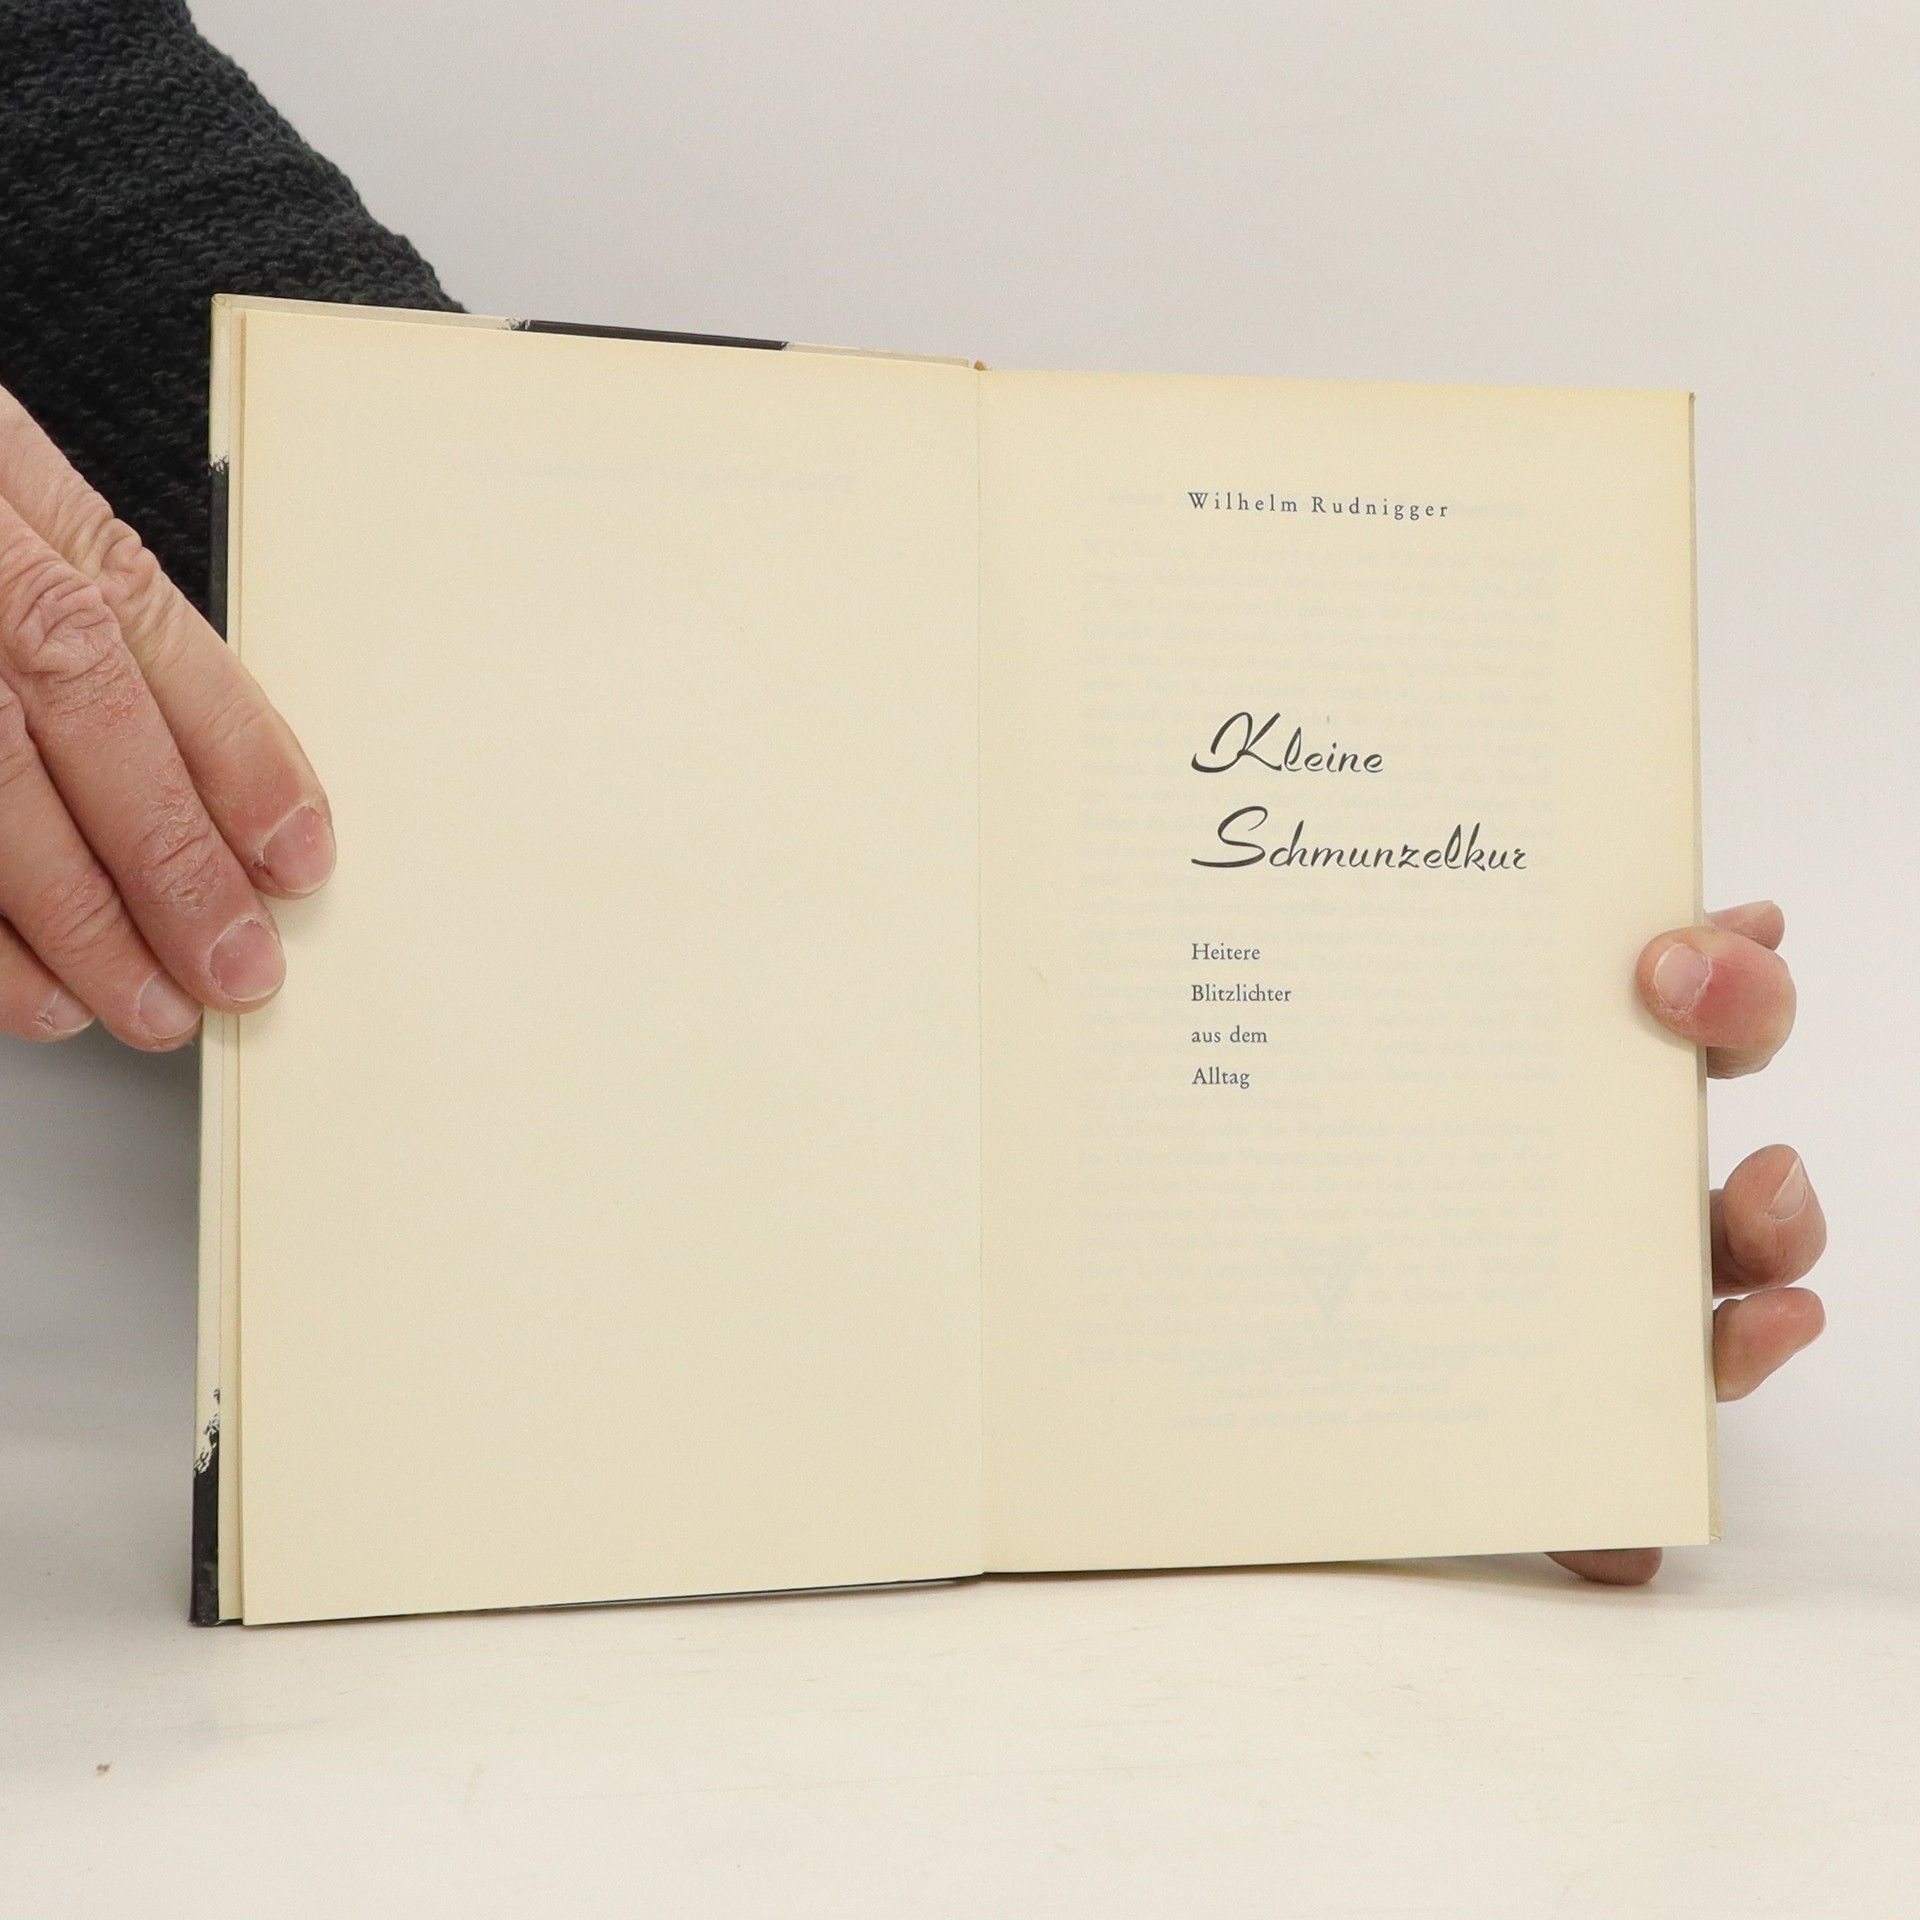 Wilhelm Rudnigger
Kleine
Schmunzelkur
Heitere
Blitzlichter
aus dem
Alltag